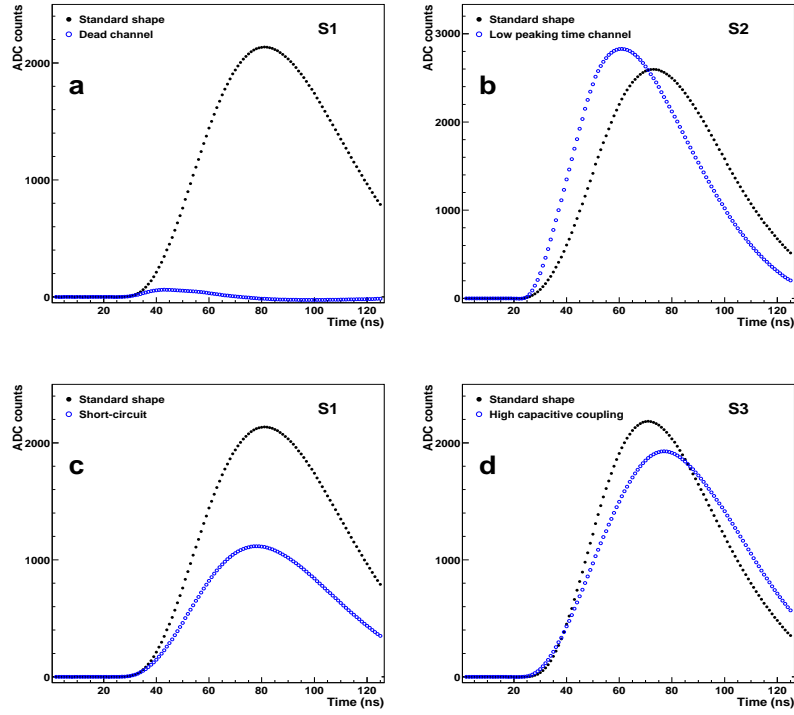 ADC counts
Standard shape
Dead channel
S1
a
2000
1000
0
0 20 40 60 80 100 120
Time (ns)
ADC counts
Standard shape
Low peaking time channel
S2
b
3000
2000
1000
0
0 20 40 60 80 100 120
Time (ns)
ADC counts
Standard shape
Short-circuit
S1
c
2000
1000
0
0 20 40 60 80 100 120
Time (ns)
ADC counts
Standard shape
High capacitive coupling
S3
d
2000
1000
0
0 20 40 60 80 100 120
Time (ns)